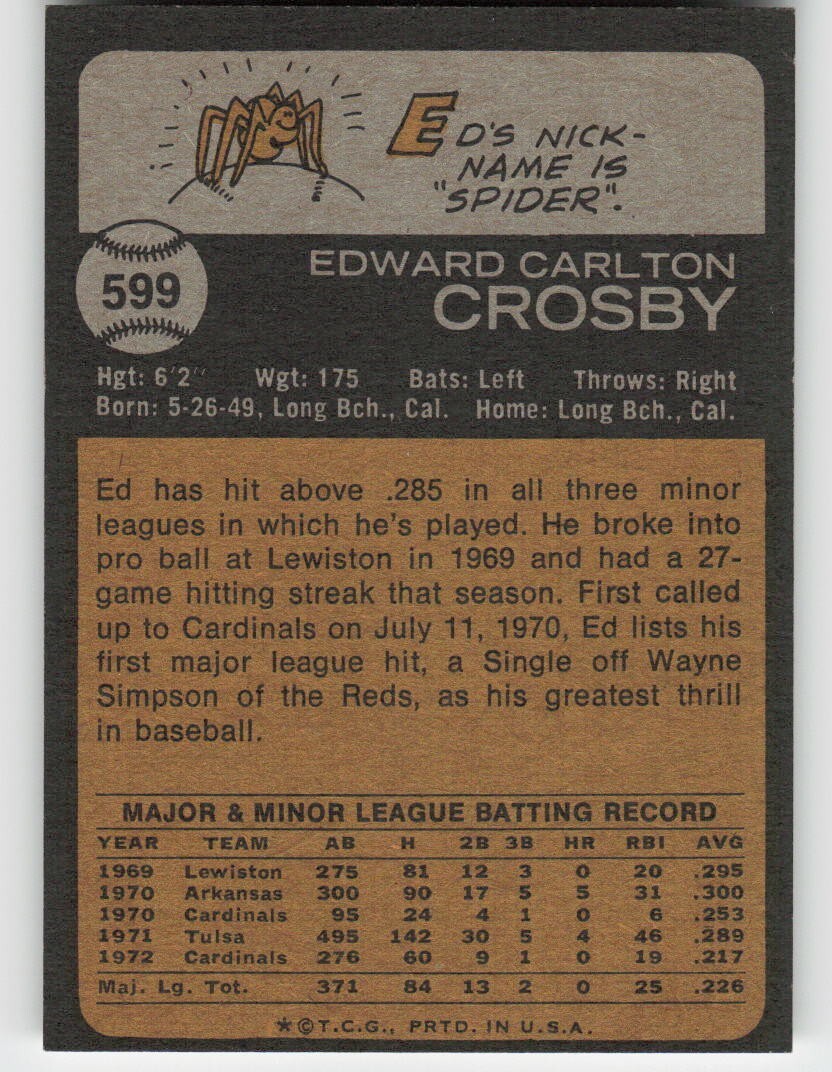 ED'S NICK-
NAME IS
"SPIDER".
599
EDWARD CARLTON
CROSBY
Hgt: 6'2" Wgt: 175 Bats: Left Throws: Right
Born: 5-26-49, Long Bch., Cal. Home: Long Bch., Cal.
Ed has hit above .285 in all three minor
leagues in which he's played. He broke into
pro ball at Lewiston in 1969 and had a 27-
game hitting streak that season. First called
up to Cardinals on July 11, 1970, Ed lists his
first major league hit, a Single off Wayne
Simpson of the Reds, as his greatest thrill
in baseball.
MAJOR & MINOR LEAGUE BATTING RECORD
YEAR TEAM AB H 2B 3B HR RBI AVG
1969 Lewiston 275 81 12 3 0 20 .295
1970 Arkansas 300 90 17 5 5 31 .300
1970 Cardinals 95 24 4 1 0 6 .253
1971 Tulsa 495 142 30 5 4 46 .289
1972 Cardinals 276 60 9 1 0 19 .217
Maj. Lg. Tot. 371 84 13 2 0 25 .226
*©T.C.G., PRTD. IN U.S.A.